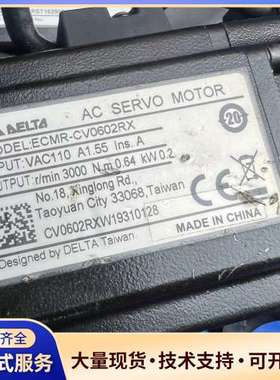 DELTA
AC SERVO MOTOR
MODEL:ECMR-CV0602RX
PUT:VAC110 A1.55 Ins. A
OUTPUT: r/min 3000 N.m 0.64 kW 0.2
20
No.18, Xinglong Rd.,
Taoyuan City 33068, Taiwan
CV0602RXW19310128
MADE IN CHINA
Designed by DELTA Taiwan
齐全
式服务
大量现货·技术支持·可开